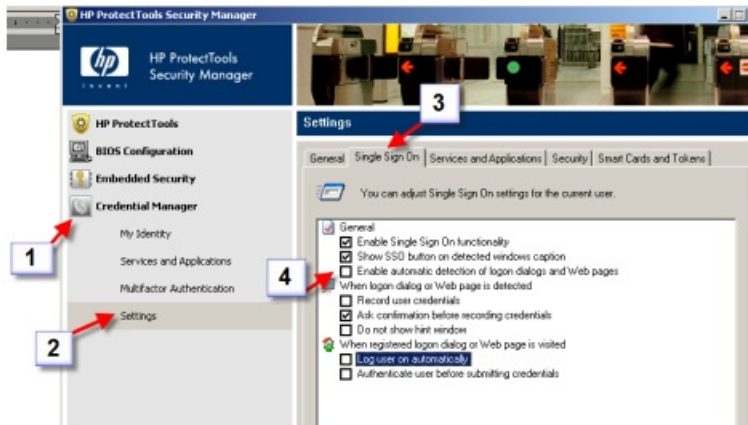 HP ProtectTools Security Manager
hp
invent
HP ProtectTools
Security Manager
3
HP ProtectTools
BIOS Configuration
Embedded Security
Credential Manager
My Identity
Services and Applications
Multifactor Authentication
Settings
1
2
Settings
General
Single Sign On
Services and Applications
Security
Smart Cards and Tokens
You can adjust Single Sign On settings for the current user.
General
Enable Single Sign On functionality
Show SSO button on detected windows caption
4
Enable automatic detection of logon dialogs and Web pages
When logon dialog or Web page is detected
Record user credentials
Ask confirmation before recording credentials
Do not show hint window
When registered logon dialog or Web page is visited
Log user on automatically
Authenticate user before submitting credentials